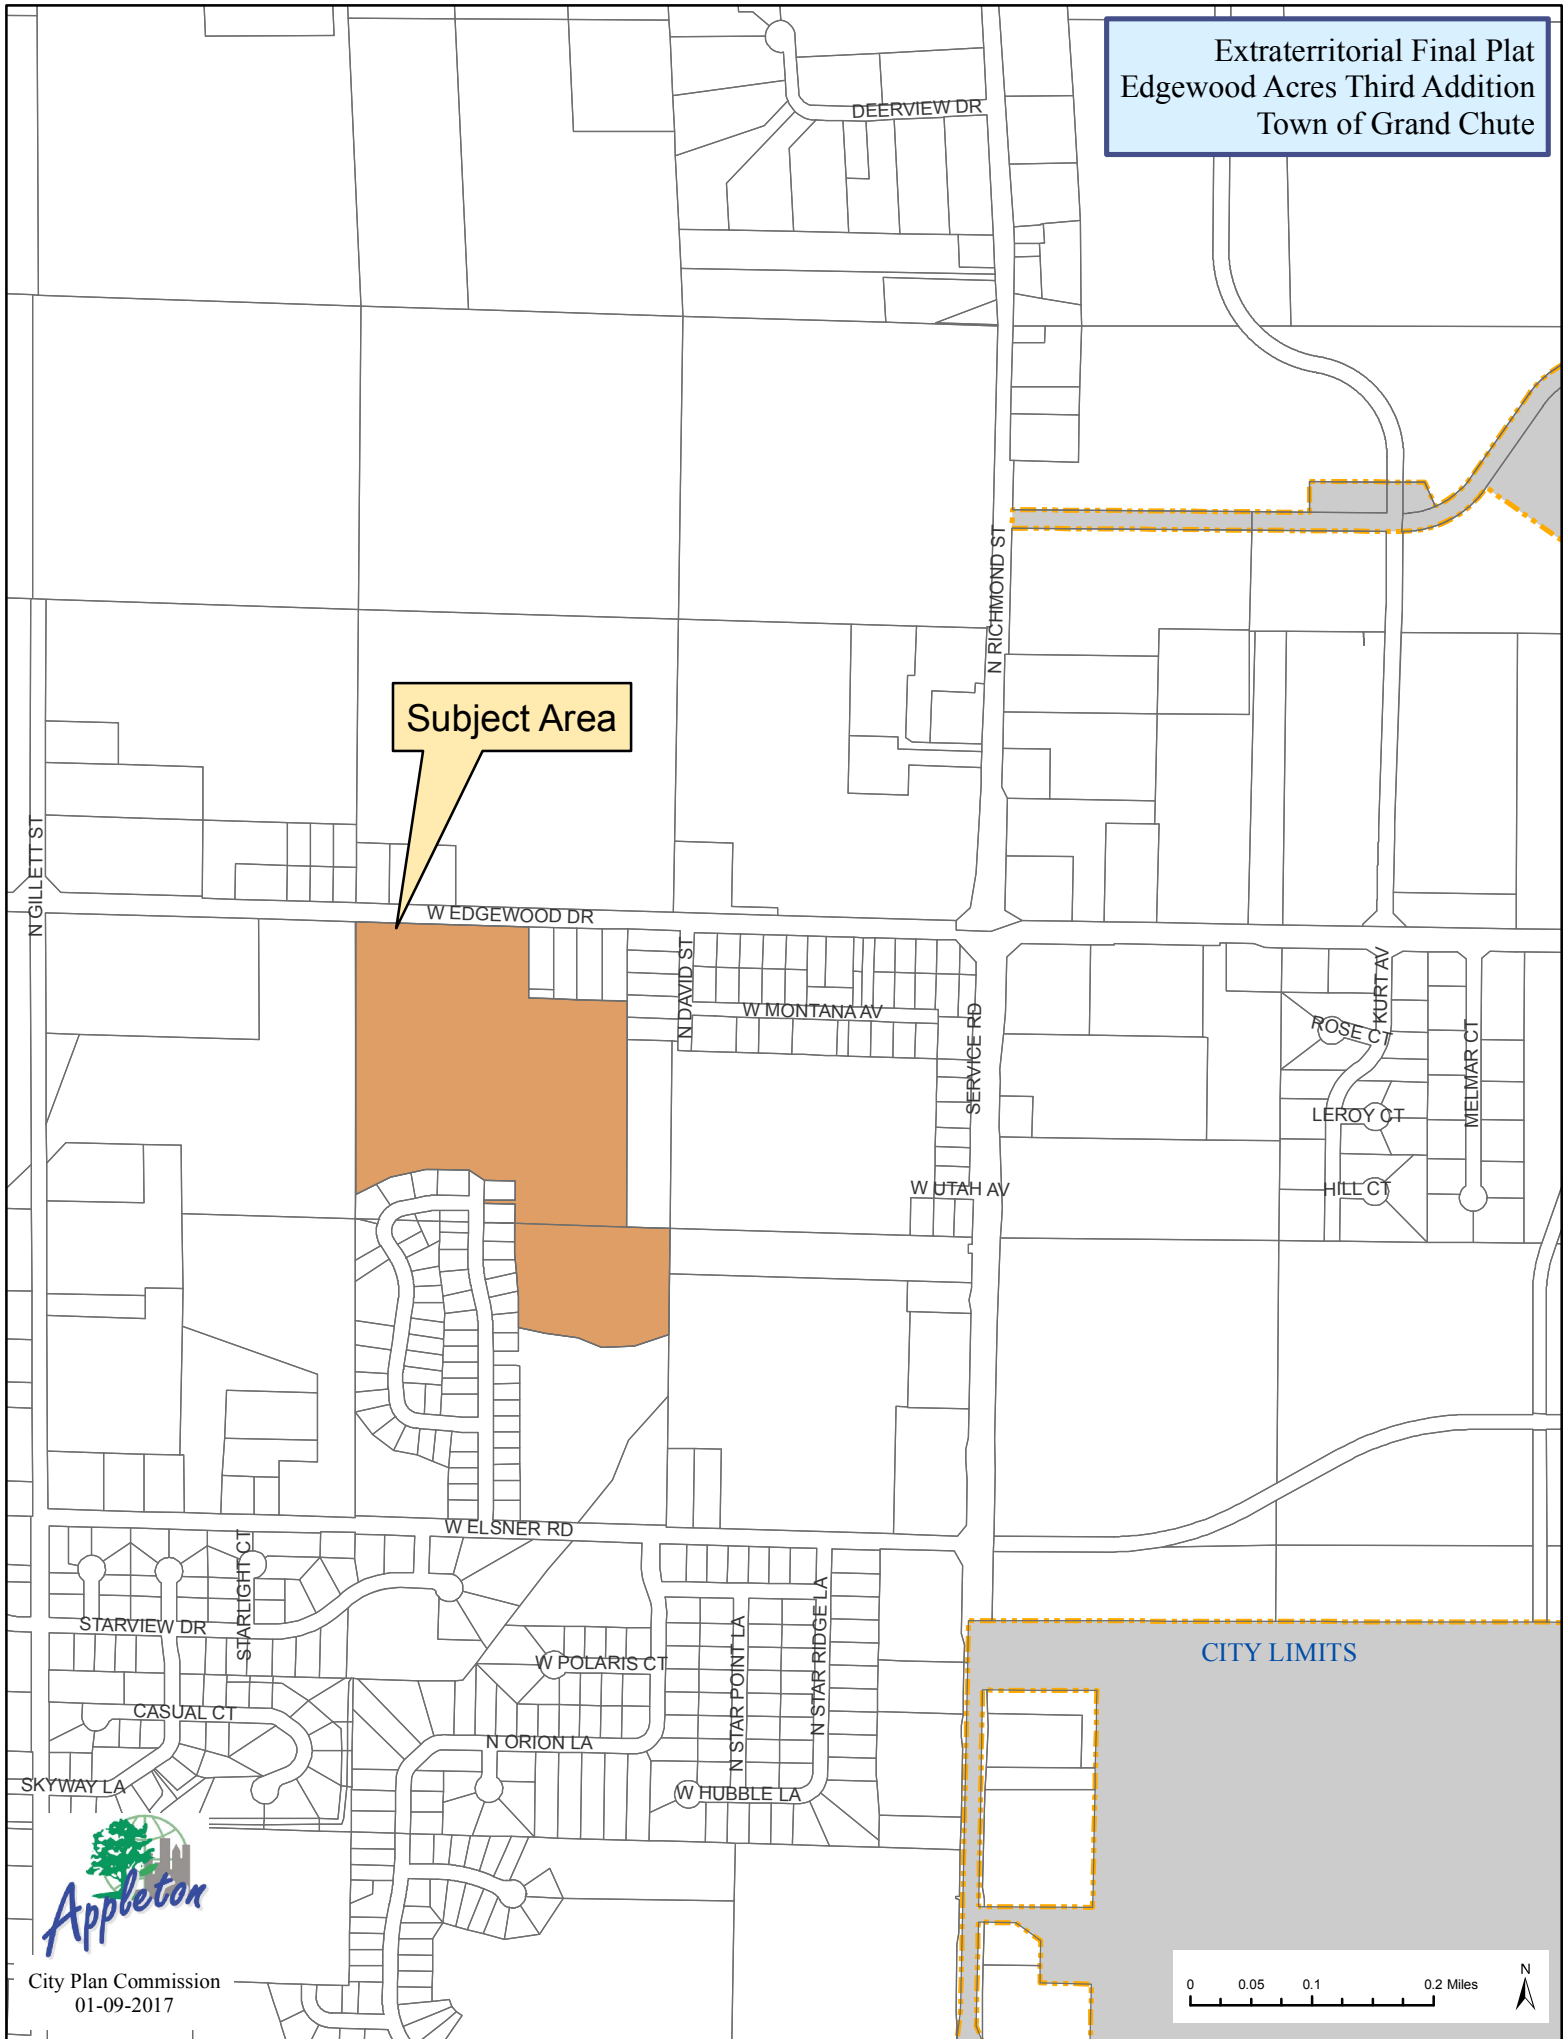 Extraterritorial Final Plat
Edgewood Acres Third Addition
Town of Grand Chute
DEERVIEW DR
N RICHMOND ST
Subject Area
N GILLETT ST
W EDGEWOOD DR
N DAVID ST
W MONTANA AV
SERVICE RD
KURT AV
ROSE CT
MELMAR CT
LEROY CT
W UTAH AV
HILL CT
W ELSNER RD
STARLIGHT CT
STARVIEW DR
N STAR POINT LA
N STAR RIDGE LA
CITY LIMITS
W POLARIS CT
CASUAL CT
N ORION LA
SKYWAY LA
W HUBBLE LA
Appleton
City Plan Commission
01-09-2017
0 0.05 0.1 0.2 Miles
N